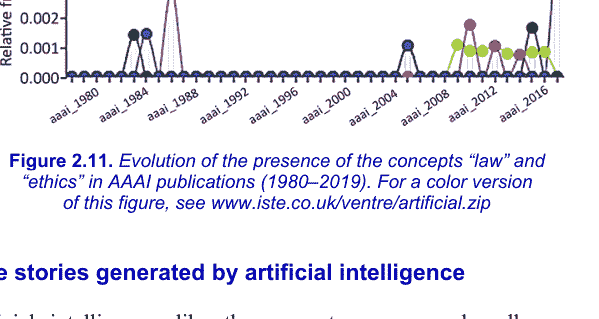 0.002
Relative
0.001
0.000
aaai_1980 aaai_1984 aaai_1988 aaai_1992 aaai_1996 aaai_2000 aaai_2004 aaai_2008 aaai_2012 aaai_2016
Figure 2.11. Evolution of the presence of the concepts “law” and
“ethics” in AAAI publications (1980–2019). For a color version
of this figure, see www.iste.co.uk/ventre/artificial.zip
e stories generated by artificial intelligence